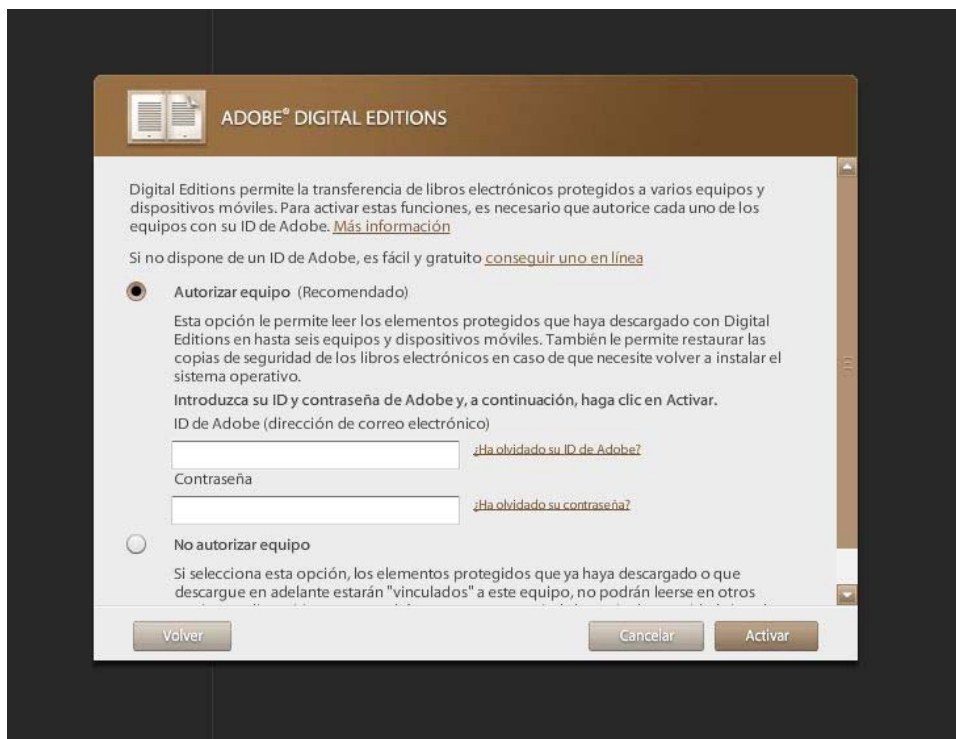 ADOBE® DIGITAL EDITIONS
Digital Editions permite la transferencia de libros electrónicos protegidos a varios equipos y
dispositivos móviles. Para activar estas funciones, es necesario que autorice cada uno de los
equipos con su ID de Adobe. Más información
Si no dispone de un ID de Adobe, es fácil y gratuito conseguir uno en línea
Autorizar equipo (Recomendado)
Esta opción le permite leer los elementos protegidos que haya descargado con Digital
Editions en hasta seis equipos y dispositivos móviles. También le permite restaurar las
copias de seguridad de los libros electrónicos en caso de que necesite volver a instalar el
sistema operativo.
Introduzca su ID y contraseña de Adobe y, a continuación, haga clic en Activar.
ID de Adobe (dirección de correo electrónico)
¿Ha olvidado su ID de Adobe?
Contraseña
¿Ha olvidado su contraseña?
No autorizar equipo
Si selecciona esta opción, los elementos protegidos que ya haya descargado o que
descargue en adelante estarán "vinculados" a este equipo, no podrán leerse en otros
Volver
Cancelar
Activar